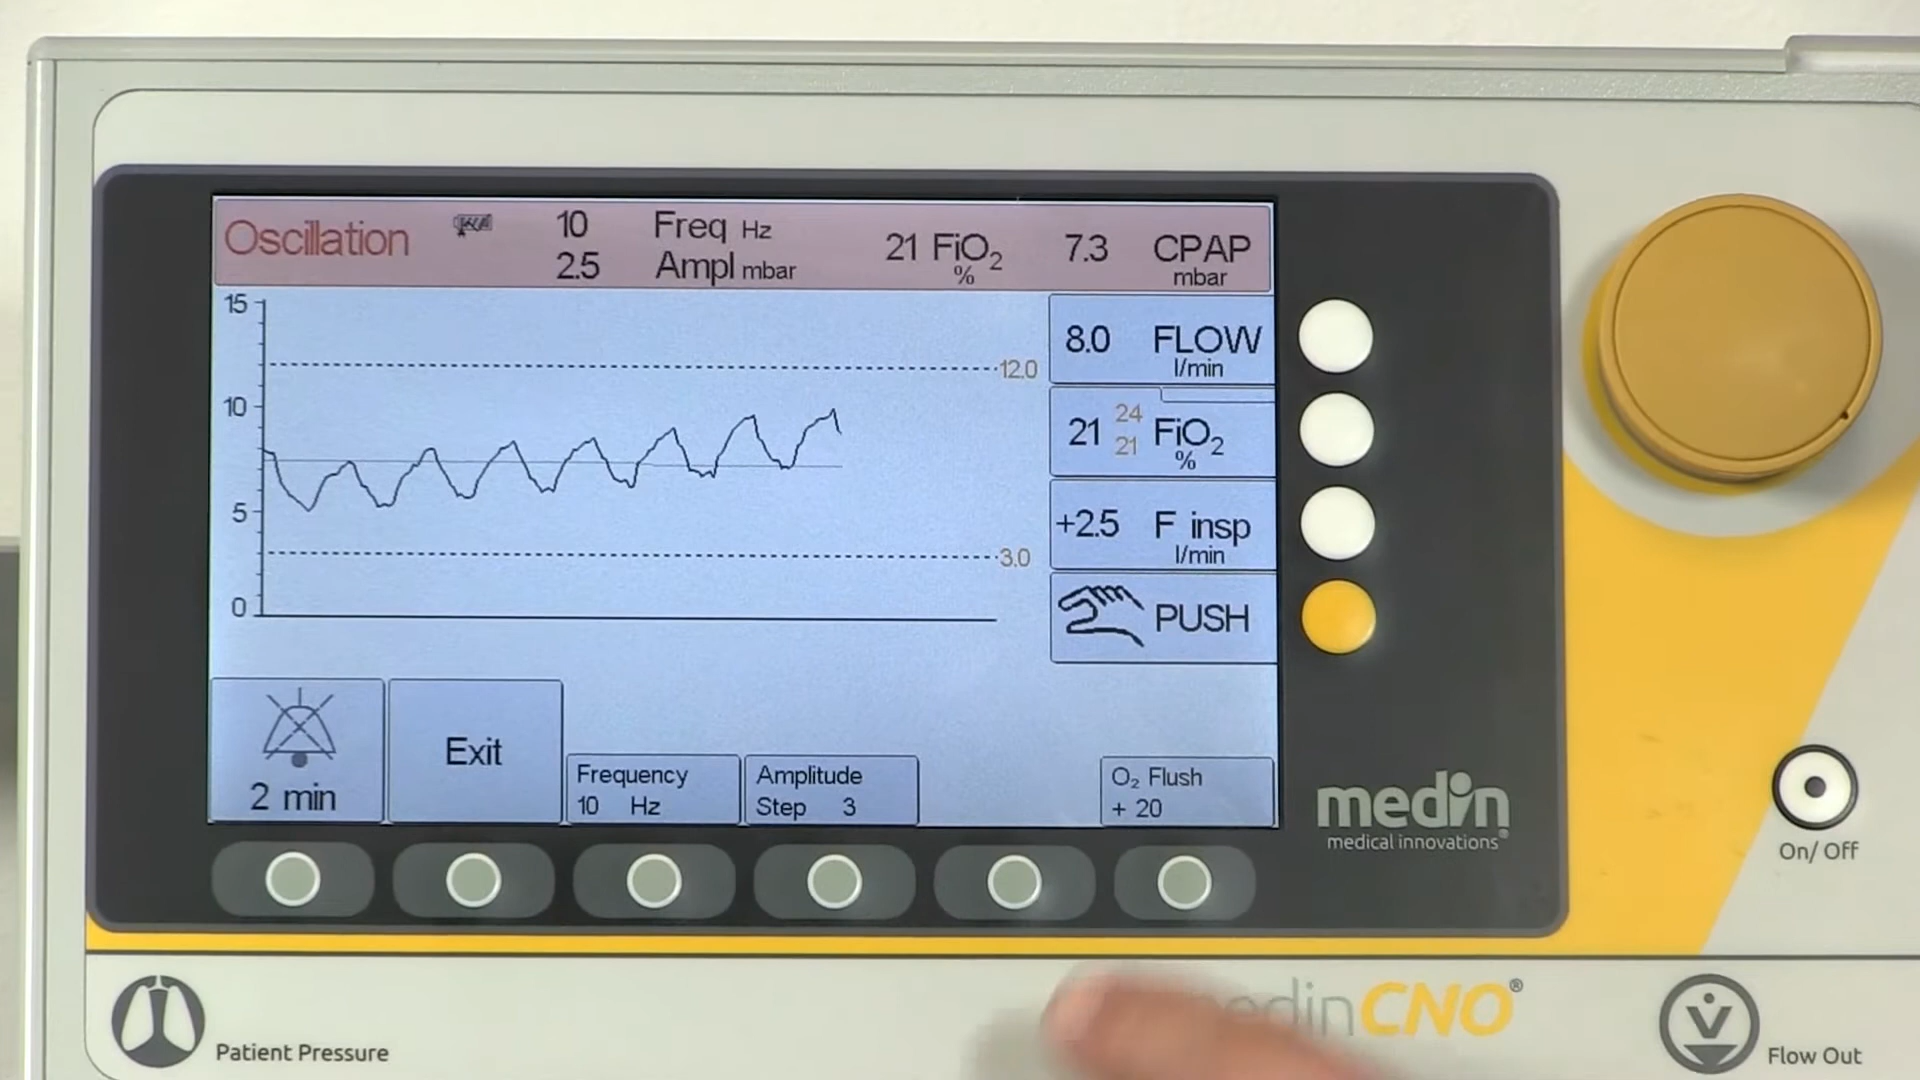 Oscillation
10 Freq Hz
2.5 Ampl mbar
21 FiO₂
%
7.3 CPAP
mbar
15
10
5
0
12.0
3.0
8.0 FLOW
l/min
21 24 21 FiO₂
%
+2.5 F insp
l/min
PUSH
2 min
Exit
Frequency
10 Hz
Amplitude
Step 3
O₂ Flush
+ 20
medin
medical innovations®
On/ Off
Patient Pressure
medinCNO®
Flow Out